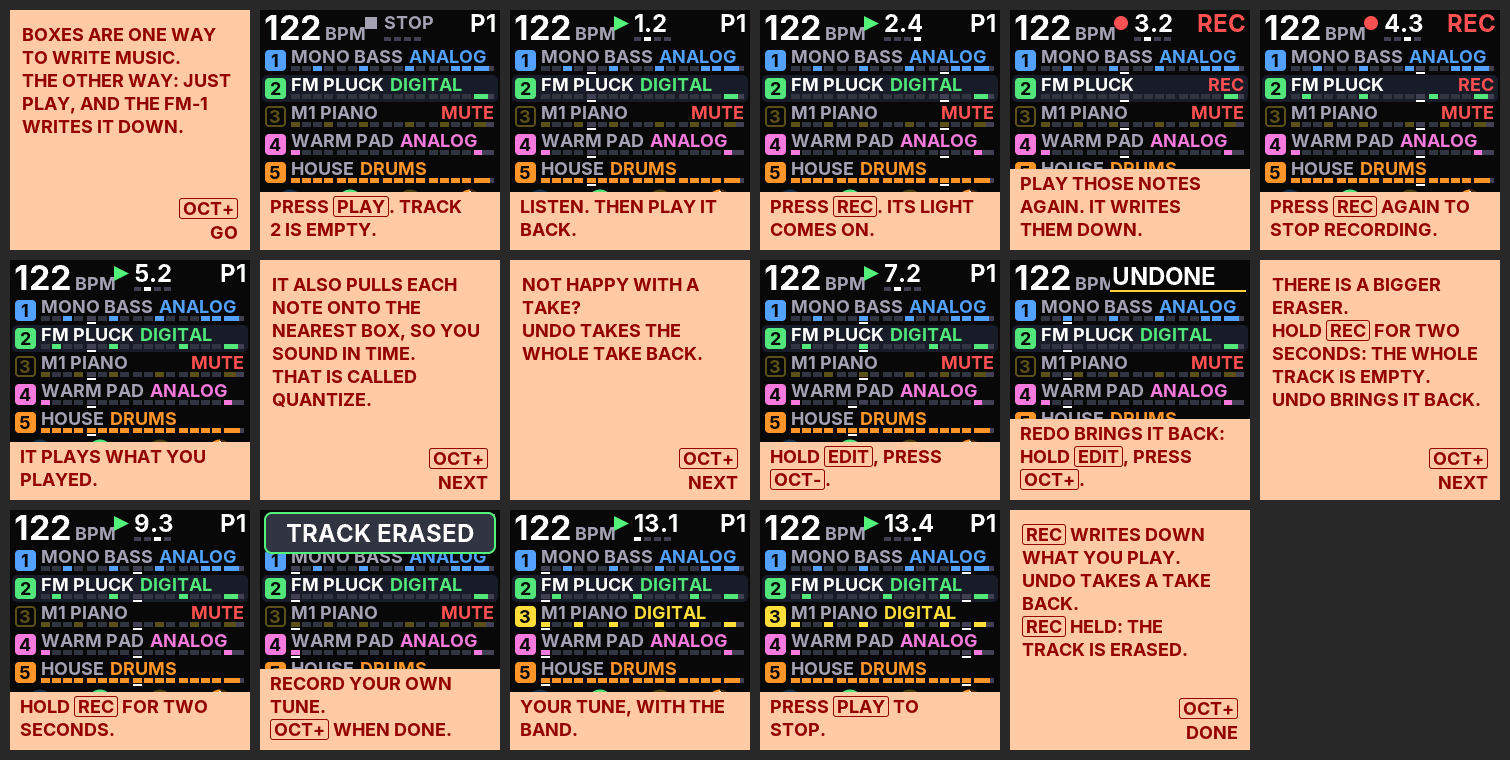 BOXES ARE ONE WAY
TO WRITE MUSIC.
THE OTHER WAY: JUST
PLAY, AND THE FM-1
WRITES IT DOWN.
OCT+
GO
122 BPM STOP P1
1 MONO BASS ANALOG
2 FM PLUCK DIGITAL
3 M1 PIANO MUTE
4 WARM PAD ANALOG
5 HOUSE DRUMS
PRESS PLAY. TRACK
2 IS EMPTY.
122 BPM 1.2 P1
1 MONO BASS ANALOG
2 FM PLUCK DIGITAL
3 M1 PIANO MUTE
4 WARM PAD ANALOG
5 HOUSE DRUMS
LISTEN. THEN PLAY IT
BACK.
122 BPM 2.4 P1
1 MONO BASS ANALOG
2 FM PLUCK DIGITAL
3 M1 PIANO MUTE
4 WARM PAD ANALOG
5 HOUSE DRUMS
PRESS REC. ITS LIGHT
COMES ON.
122 BPM 3.2 REC
1 MONO BASS ANALOG
2 FM PLUCK REC
3 M1 PIANO MUTE
4 WARM PAD ANALOG
5 HOUSE DRUMS
PLAY THOSE NOTES
AGAIN. IT WRITES
THEM DOWN.
122 BPM 4.3 REC
1 MONO BASS ANALOG
2 FM PLUCK REC
3 M1 PIANO MUTE
4 WARM PAD ANALOG
5 HOUSE DRUMS
PRESS REC AGAIN TO
STOP RECORDING.
122 BPM 5.2 P1
1 MONO BASS ANALOG
2 FM PLUCK DIGITAL
3 M1 PIANO MUTE
4 WARM PAD ANALOG
5 HOUSE DRUMS
IT PLAYS WHAT YOU
PLAYED.
IT ALSO PULLS EACH
NOTE ONTO THE
NEAREST BOX, SO YOU
SOUND IN TIME.
THAT IS CALLED
QUANTIZE.
OCT+
NEXT
NOT HAPPY WITH A
TAKE?
UNDO TAKES THE
WHOLE TAKE BACK.
OCT+
NEXT
122 BPM 7.2 P1
1 MONO BASS ANALOG
2 FM PLUCK DIGITAL
3 M1 PIANO MUTE
4 WARM PAD ANALOG
5 HOUSE DRUMS
HOLD EDIT, PRESS
OCT-.
122 BPM UNDONE
1 MONO BASS ANALOG
2 FM PLUCK DIGITAL
3 M1 PIANO MUTE
4 WARM PAD ANALOG
5 HOUSE DRUMS
REDO BRINGS IT BACK:
HOLD EDIT, PRESS
OCT+.
THERE IS A BIGGER
ERASER.
HOLD REC FOR TWO
SECONDS: THE WHOLE
TRACK IS EMPTY.
UNDO BRINGS IT BACK.
OCT+
NEXT
122 BPM 9.3 P1
1 MONO BASS ANALOG
2 FM PLUCK DIGITAL
3 M1 PIANO MUTE
4 WARM PAD ANALOG
5 HOUSE DRUMS
HOLD REC FOR TWO
SECONDS.
TRACK ERASED
1 MONO BASS ANALOG
2 FM PLUCK DIGITAL
3 M1 PIANO MUTE
4 WARM PAD ANALOG
5 HOUSE DRUMS
RECORD YOUR OWN
TUNE.
OCT+ WHEN DONE.
122 BPM 13.1 P1
1 MONO BASS ANALOG
2 FM PLUCK DIGITAL
3 M1 PIANO DIGITAL
4 WARM PAD ANALOG
5 HOUSE DRUMS
YOUR TUNE, WITH THE
BAND.
122 BPM 13.4 P1
1 MONO BASS ANALOG
2 FM PLUCK DIGITAL
3 M1 PIANO DIGITAL
4 WARM PAD ANALOG
5 HOUSE DRUMS
PRESS PLAY TO
STOP.
REC WRITES DOWN
WHAT YOU PLAY.
UNDO TAKES A TAKE
BACK.
REC HELD: THE
TRACK IS ERASED.
OCT+
DONE